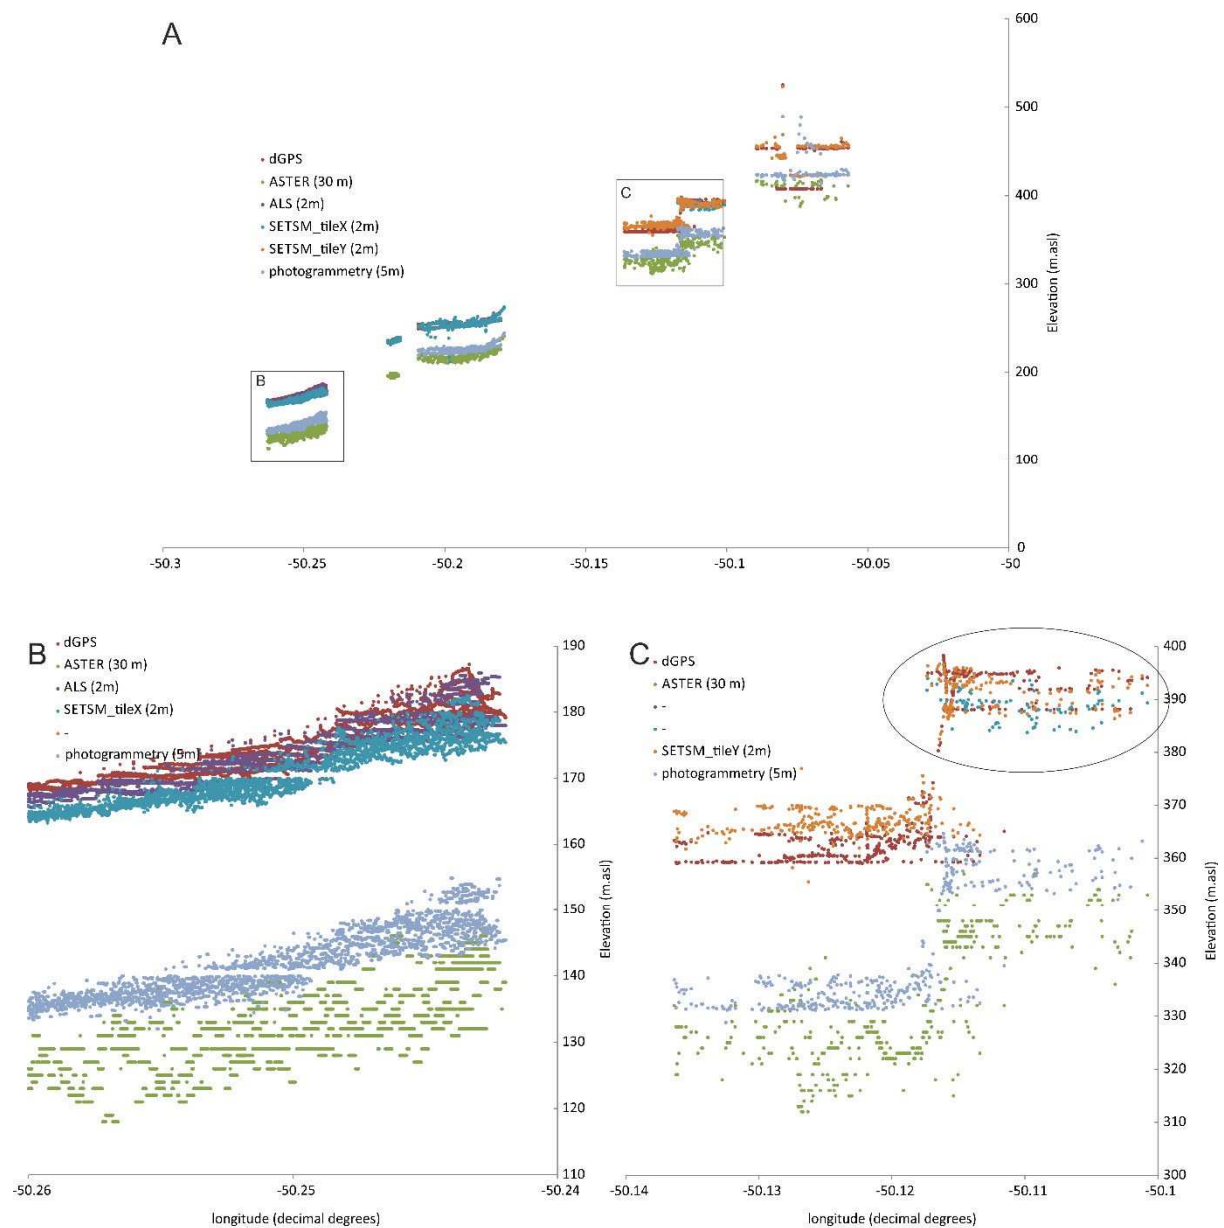 A
600
500
400
300
200
100
0
Elevation (m.asl)
dGPS
ASTER (30 m)
ALS (2m)
SETSM_tileX (2m)
SETSM_tileY (2m)
photogrammetry (5m)
C
B
-50.3
-50.25
-50.2
-50.15
-50.1
-50.05
-50
B
dGPS
ASTER (30 m)
ALS (2m)
SETSM_tileX (2m)
-
photogrammetry (5m)
190
180
170
160
150
140
130
120
110
Elevation (m.asl)
-50.26
-50.25
-50.24
longitude (decimal degrees)
C
dGPS
ASTER (30 m)
-
-
SETSM_tileY (2m)
photogrammetry (5m)
400
390
380
370
360
350
340
330
320
310
300
Elevation (m.asl)
-50.14
-50.13
-50.12
-50.11
-50.1
longitude (decimal degrees)